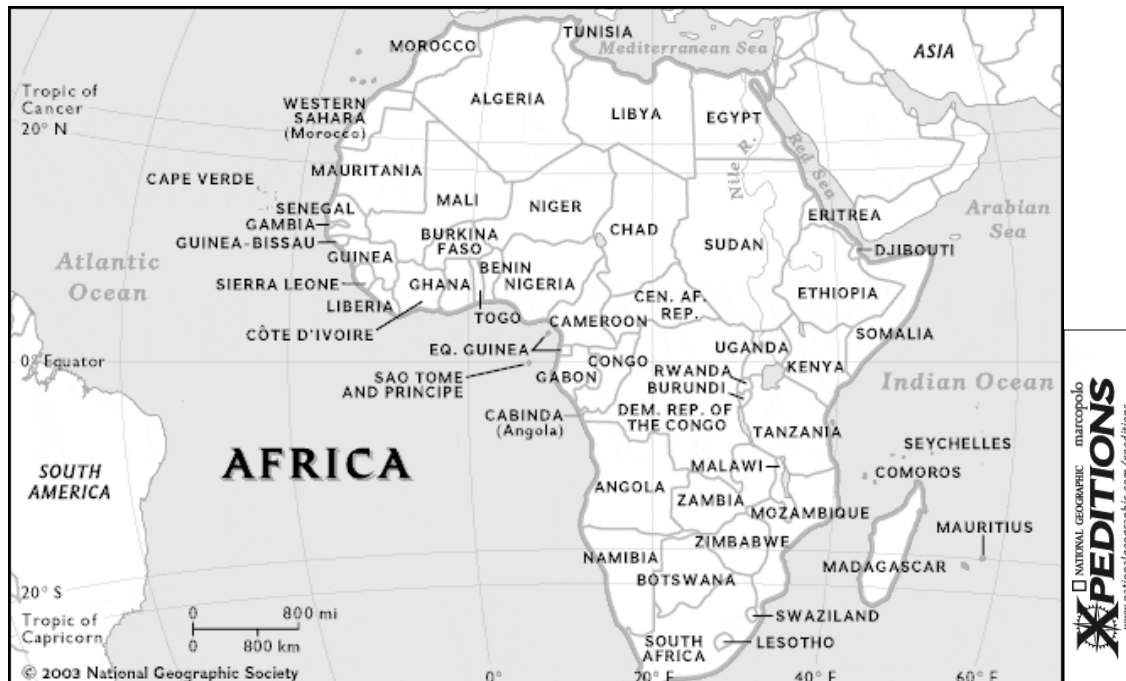 TUNISIA
MOROCCO
Mediterranean Sea
ASIA
Tropic of
Cancer
20° N
WESTERN
SAHARA
(Morocco)
ALGERIA
LIBYA
EGYPT
Nile R.
Red Sea
MAURITANIA
CAPE VERDE
MALI
NIGER
SENEGAL
GAMBIA
GUINEA-BISSAU
BURKINA
FASO
CHAD
SUDAN
ERITREA
Arabian
Sea
DJIBOUTI
Atlantic
Ocean
GUINEA
BENIN
SIERRA LEONE
GHANA
NIGERIA
ETHIOPIA
LIBERIA
TOGO
CEN. AF.
REP.
CÔTE D'IVOIRE
CAMEROON
SOMALIA
0° Equator
EQ. GUINEA
CONGO
UGANDA
KENYA
SAO TOME
AND PRINCIPE
GABON
RWANDA
BURUNDI
Indian Ocean
CABINDA
(Angola)
DEM. REP. OF
THE CONGO
TANZANIA
AFRICA
SEYCHELLES
SOUTH
AMERICA
MALAWI
COMOROS
ANGOLA
ZAMBIA
MOZAMBIQUE
MAURITIUS
ZIMBABWE
NAMIBIA
MADAGASCAR
BOTSWANA
20° S
Tropic of
Capricorn
0 800 mi
0 800 km
SWAZILAND
SOUTH
AFRICA
LESOTHO
© 2003 National Geographic Society
0° 20° E 40° E 60° E
NATIONAL GEOGRAPHIC marcopolo
XPEDITIONS
www.nationalgeographic.com/xpeditions